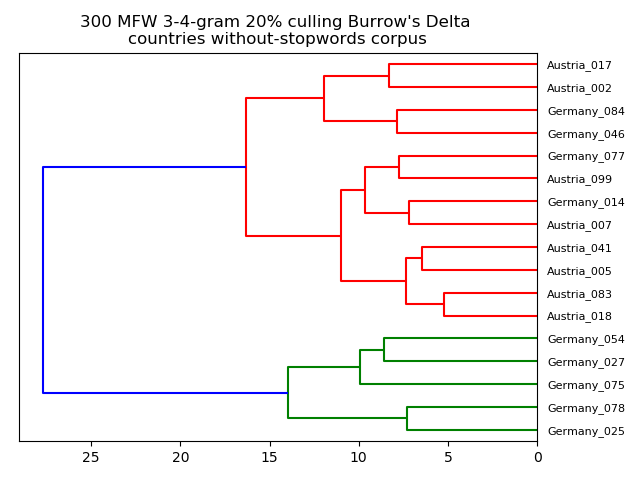 300 MFW 3-4-gram 20% culling Burrow's Delta
countries without-stopwords corpus
Austria_017
Austria_002
Germany_084
Germany_046
Germany_077
Austria_099
Germany_014
Austria_007
Austria_041
Austria_005
Austria_083
Austria_018
Germany_054
Germany_027
Germany_075
Germany_078
Germany_025
25 20 15 10 5 0